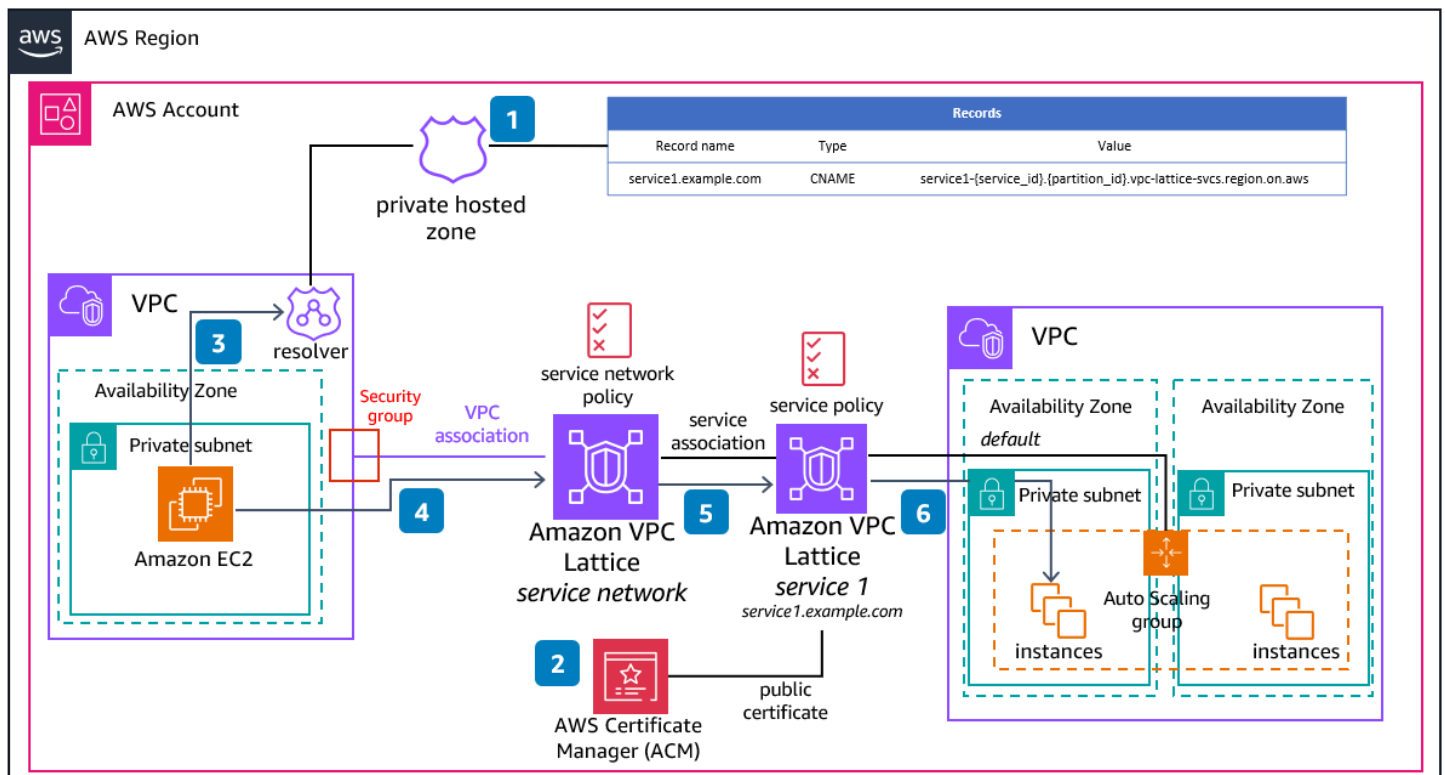 aws
AWS Region
AWS Account
1
Records
Record name Type Value
service1.example.com CNAME service1-{service_id}.{partition_id}.vpc-lattice-svcs.region.on.aws
private hosted
zone
VPC
3
resolver
Availability Zone
Private subnet
Amazon EC2
Security
group
VPC
association
4
service network
policy
service
association
Amazon VPC
Lattice
service network
5
service policy
Amazon VPC
Lattice
service 1
service1.example.com
6
2
AWS Certificate
Manager (ACM)
public
certificate
VPC
Availability Zone
default
Private subnet
instances
Auto Scaling
group
Availability Zone
Private subnet
instances